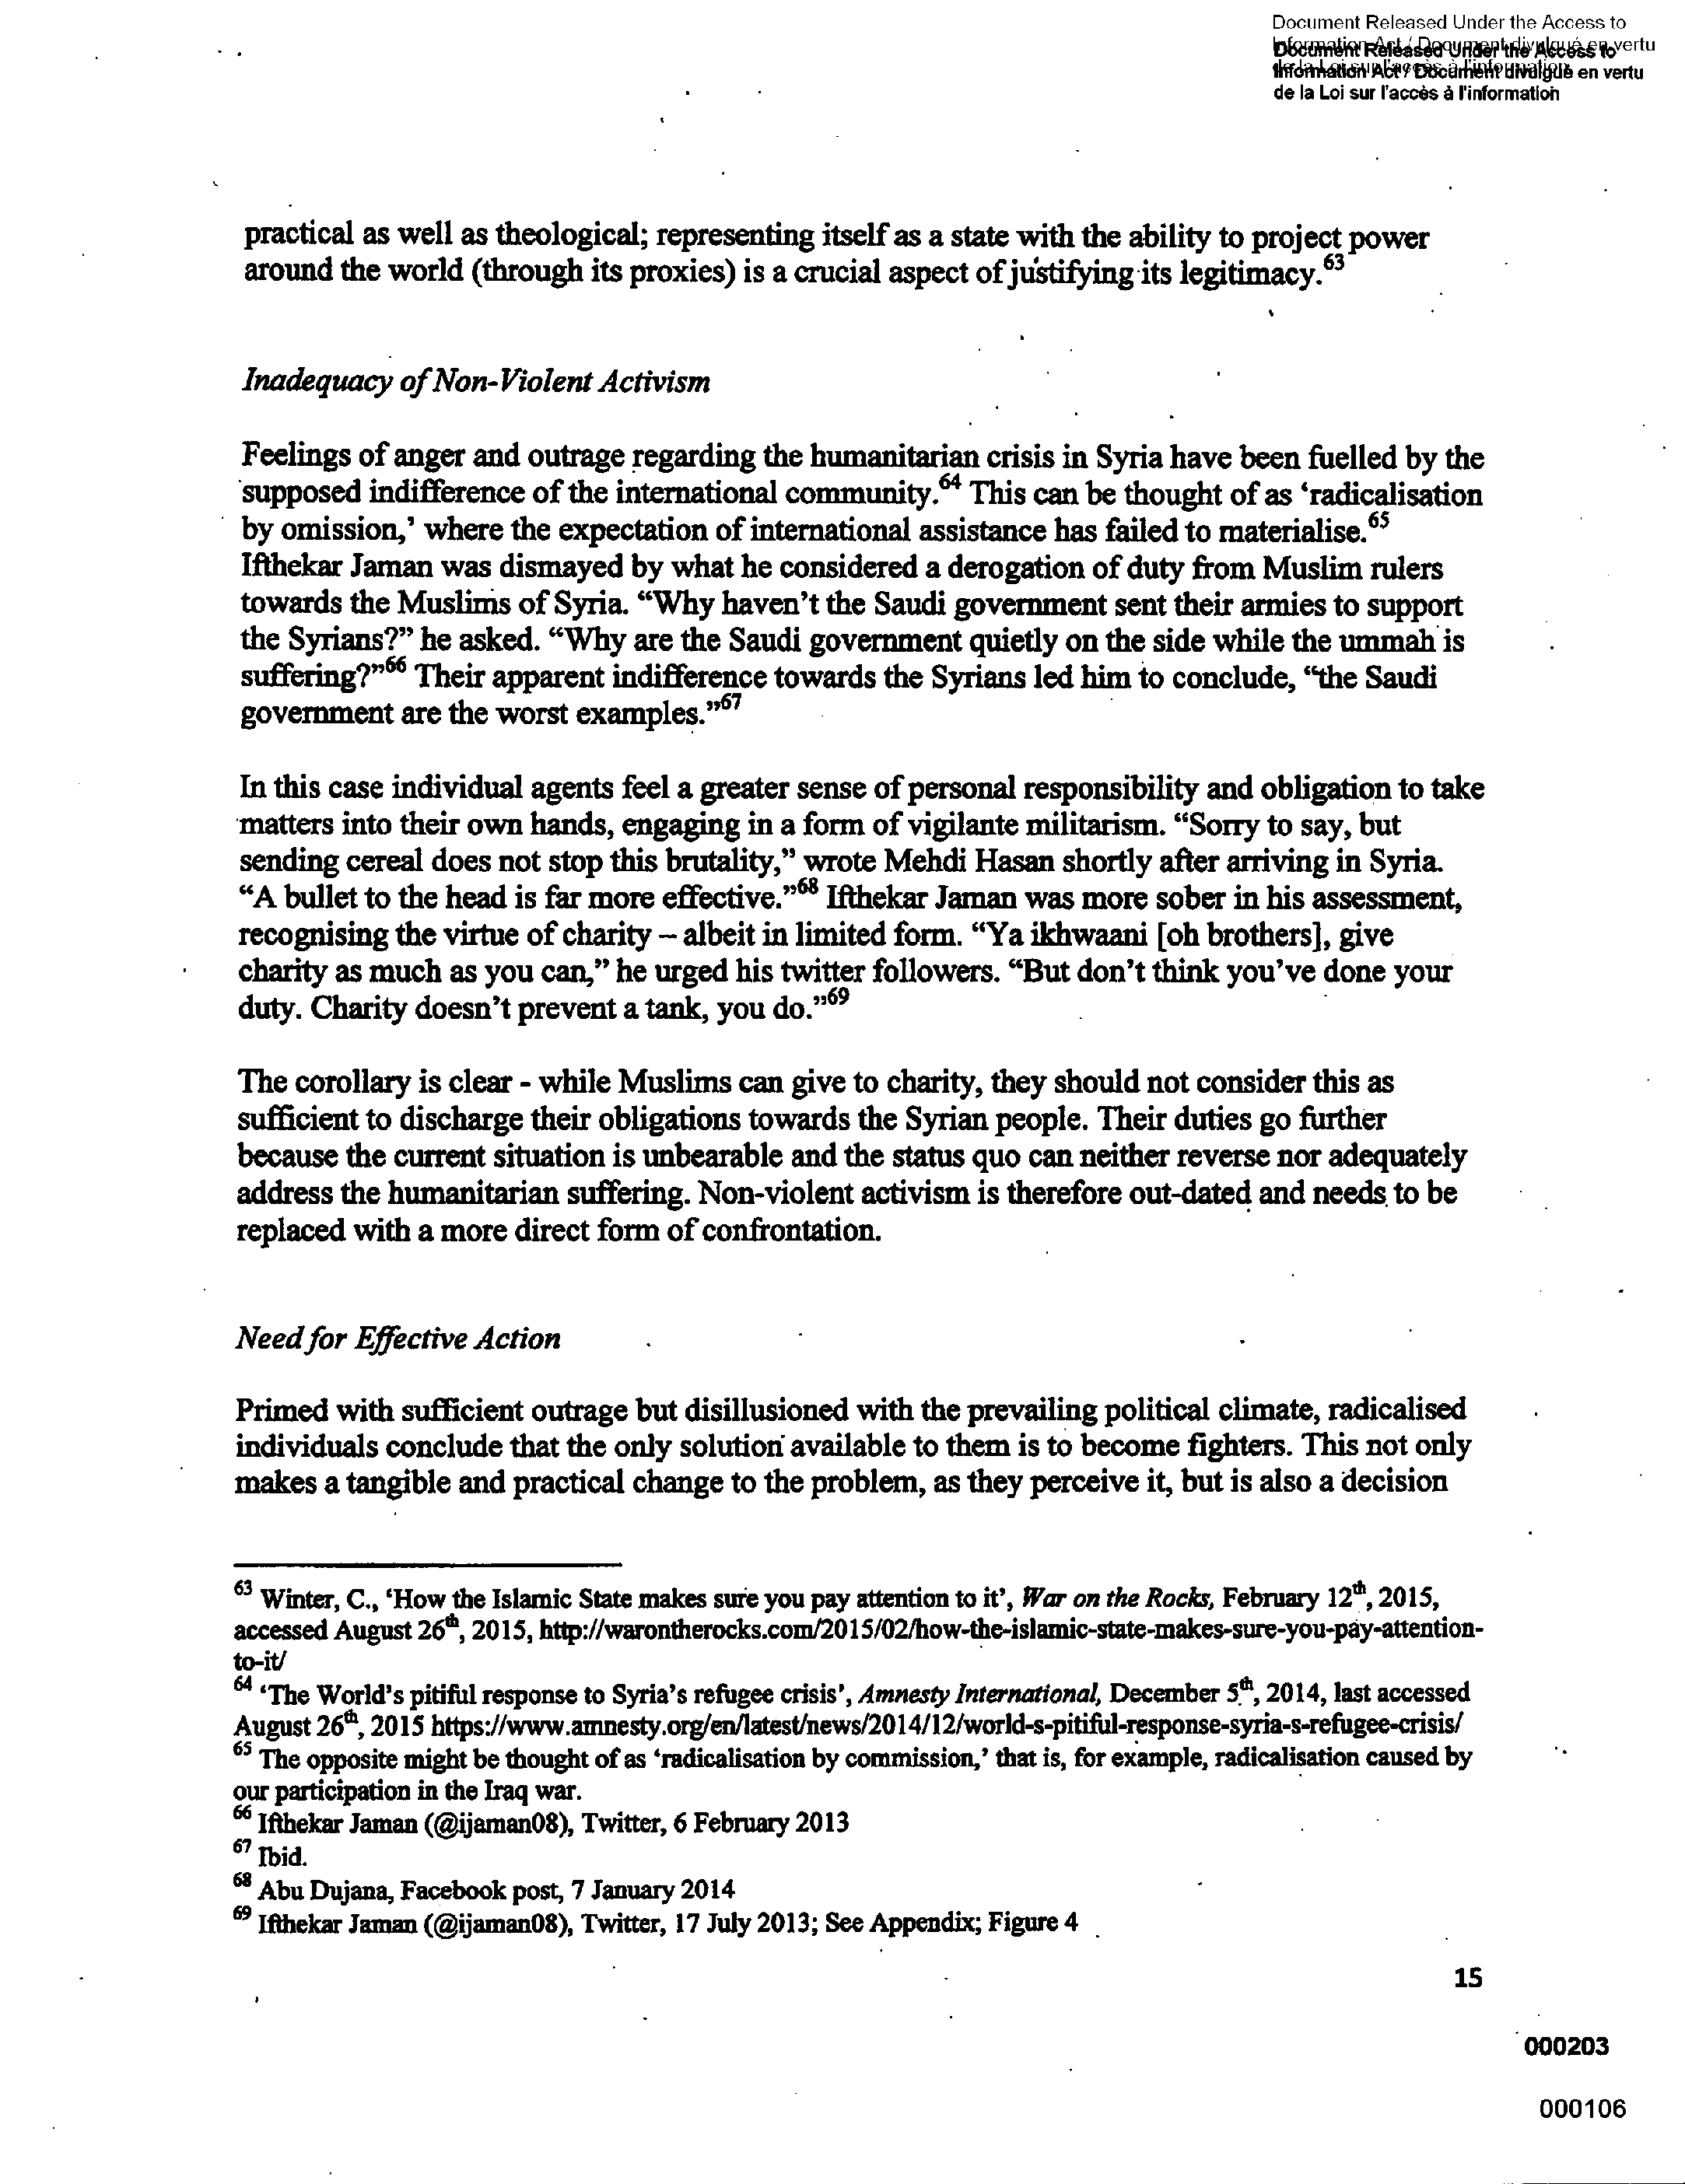 Document Released Under the Access to
Information Act / Document divulgué en vertu
de la Loi sur l'accès à l'information
Document Released Under the Access to
Information Act / Document divulgué en vertu
de la Loi sur l'accès à l'information
practical as well as theological; representing itself as a state with the ability to project power
around the world (through its proxies) is a crucial aspect of justifying its legitimacy.63
Inadequacy of Non-Violent Activism
Feelings of anger and outrage regarding the humanitarian crisis in Syria have been fuelled by the
supposed indifference of the international community.64 This can be thought of as ‘radicalisation
by omission,’ where the expectation of international assistance has failed to materialise.65
Ifthekar Jaman was dismayed by what he considered a derogation of duty from Muslim rulers
towards the Muslims of Syria. “Why haven’t the Saudi government sent their armies to support
the Syrians?” he asked. “Why are the Saudi government quietly on the side while the ummah is
suffering?”66 Their apparent indifference towards the Syrians led him to conclude, “the Saudi
government are the worst examples.”67
In this case individual agents feel a greater sense of personal responsibility and obligation to take
matters into their own hands, engaging in a form of vigilante militarism. “Sorry to say, but
sending cereal does not stop this brutality,” wrote Mehdi Hasan shortly after arriving in Syria.
“A bullet to the head is far more effective.”68 Ifthekar Jaman was more sober in his assessment,
recognising the virtue of charity – albeit in limited form. “Ya ikhwaani [oh brothers], give
charity as much as you can,” he urged his twitter followers. “But don’t think you’ve done your
duty. Charity doesn’t prevent a tank, you do.”69
The corollary is clear - while Muslims can give to charity, they should not consider this as
sufficient to discharge their obligations towards the Syrian people. Their duties go further
because the current situation is unbearable and the status quo can neither reverse nor adequately
address the humanitarian suffering. Non-violent activism is therefore out-dated and needs to be
replaced with a more direct form of confrontation.
Need for Effective Action
Primed with sufficient outrage but disillusioned with the prevailing political climate, radicalised
individuals conclude that the only solution available to them is to become fighters. This not only
makes a tangible and practical change to the problem, as they perceive it, but is also a decision
63 Winter, C., ‘How the Islamic State makes sure you pay attention to it’, War on the Rocks, February 12th, 2015,
accessed August 26th, 2015, http://warontherocks.com/2015/02/how-the-islamic-state-makes-sure-you-pay-attention-
to-it/
64 ‘The World’s pitiful response to Syria’s refugee crisis’, Amnesty International, December 5th, 2014, last accessed
August 26th, 2015 https://www.amnesty.org/en/latest/news/2014/12/world-s-pitiful-response-syria-s-refugee-crisis/
65 The opposite might be thought of as ‘radicalisation by commission,’ that is, for example, radicalisation caused by
our participation in the Iraq war.
66 Ifthekar Jaman (@ijaman08), Twitter, 6 February 2013
67 Ibid.
68 Abu Dujana, Facebook post, 7 January 2014
69 Ifthekar Jaman (@ijaman08), Twitter, 17 July 2013; See Appendix; Figure 4
15
000203
000106